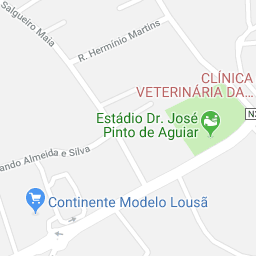 Salgueiro Maia
R. Hermínio Martins
CLÍNICA
VETERINÁRIA DA...
Estádio Dr. José
Pinto de Aguiar
ando Almeida e Silva
Continente Modelo Lousã